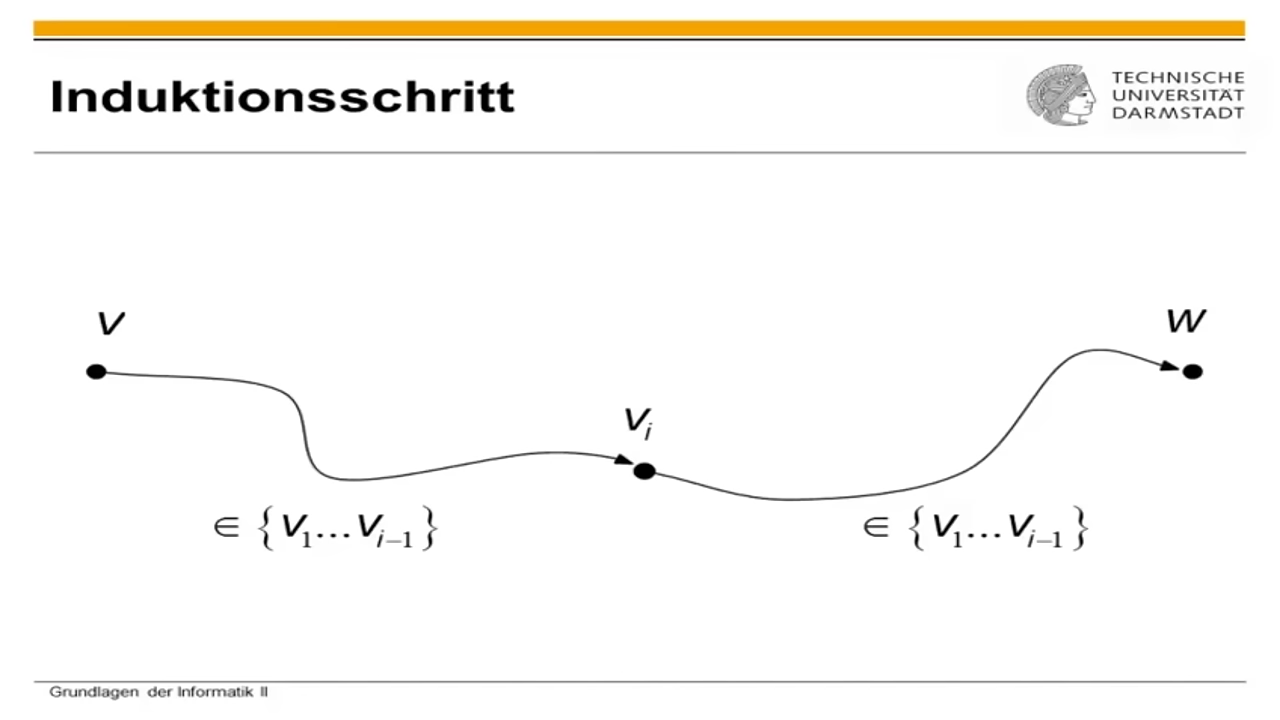 Induktionsschritt
TECHNISCHE
UNIVERSITÄT
DARMSTADT
v
w
vᵢ
∈ {v₁...vᵢ₋₁}
∈ {v₁...vᵢ₋₁}
Grundlagen der Informatik II